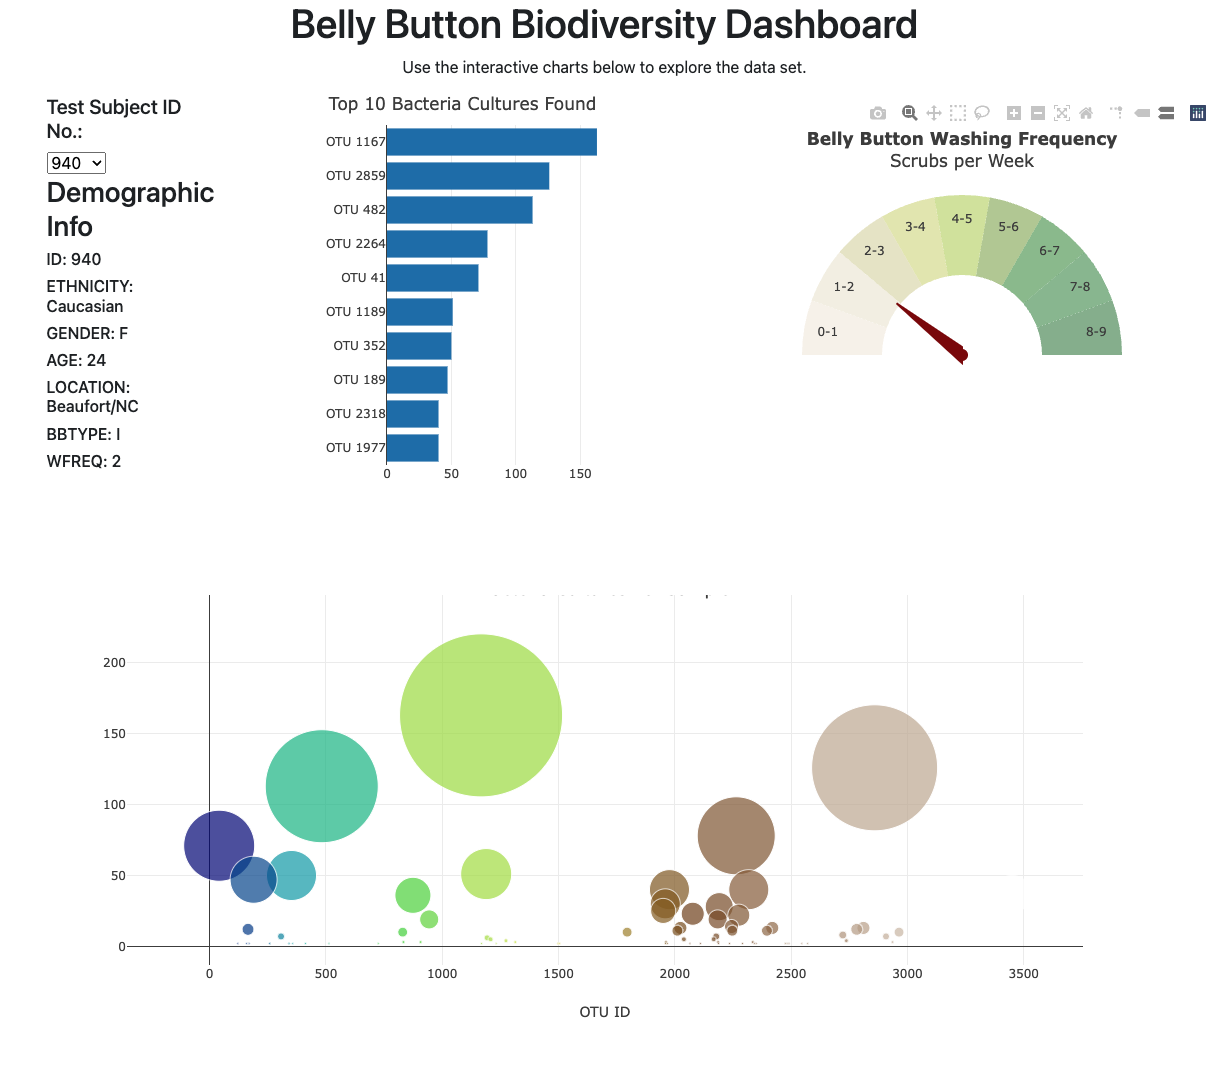 Belly Button Biodiversity Dashboard
Use the interactive charts below to explore the data set.
Test Subject ID
No.:
940
Demographic
Info
ID: 940
ETHNICITY:
Caucasian
GENDER: F
AGE: 24
LOCATION:
Beaufort/NC
BBTYPE: I
WFREQ: 2
Top 10 Bacteria Cultures Found
OTU 1167
OTU 2859
OTU 482
OTU 2264
OTU 41
OTU 1189
OTU 352
OTU 189
OTU 2318
OTU 1977
0 50 100 150
Belly Button Washing Frequency
Scrubs per Week
0-1
1-2
2-3
3-4
4-5
5-6
6-7
7-8
8-9
200
150
100
50
0
0 500 1000 1500 2000 2500 3000 3500
OTU ID